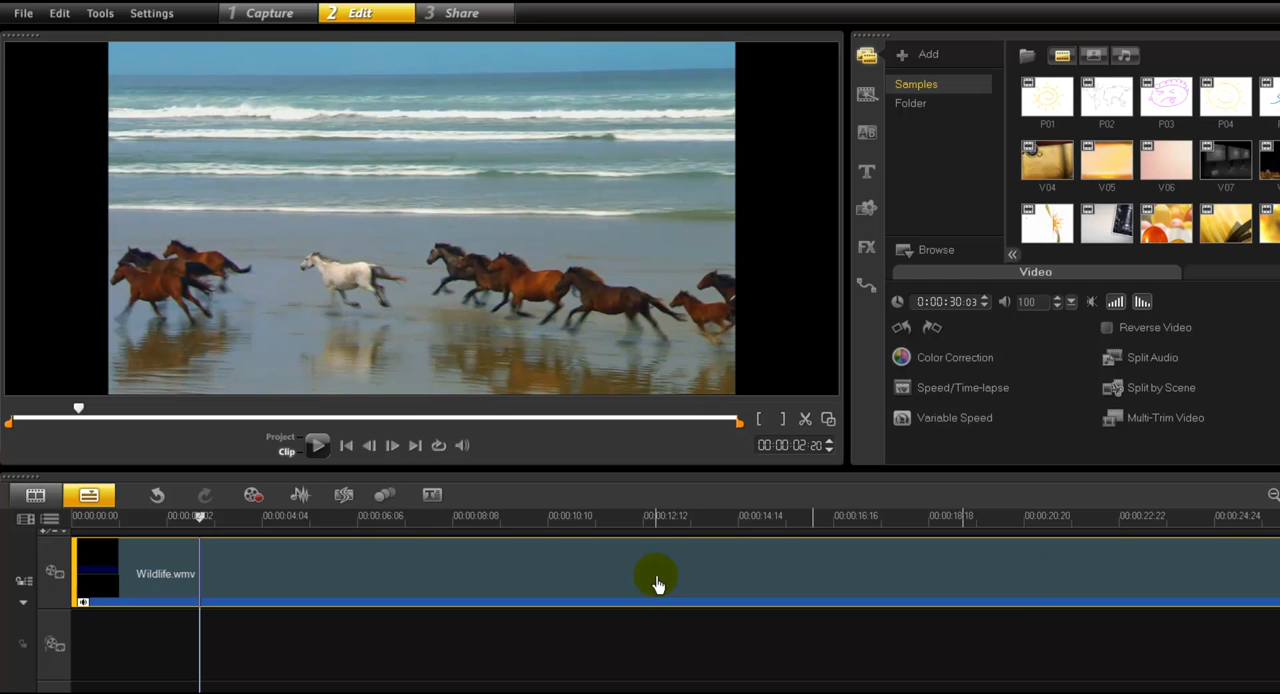 File Edit Tools Settings 1 Capture 2 Edit 3 Share
Add
Samples
Folder
P01 P02 P03 P04
V04 V05 V06 V07
Browse
Video
0:00:30:03 100
Reverse Video
Color Correction Split Audio
Speed/Time-lapse Split by Scene
Variable Speed Multi-Trim Video
Project
Clip
00:00:02:20
00:00:00:00 00:00:04:04 00:00:06:06 00:00:08:08 00:00:10:10 00:00:12:12 00:00:14:14 00:00:16:16 00:00:18:18 00:00:20:20 00:00:22:22 00:00:24:24
Wildlife.wmv